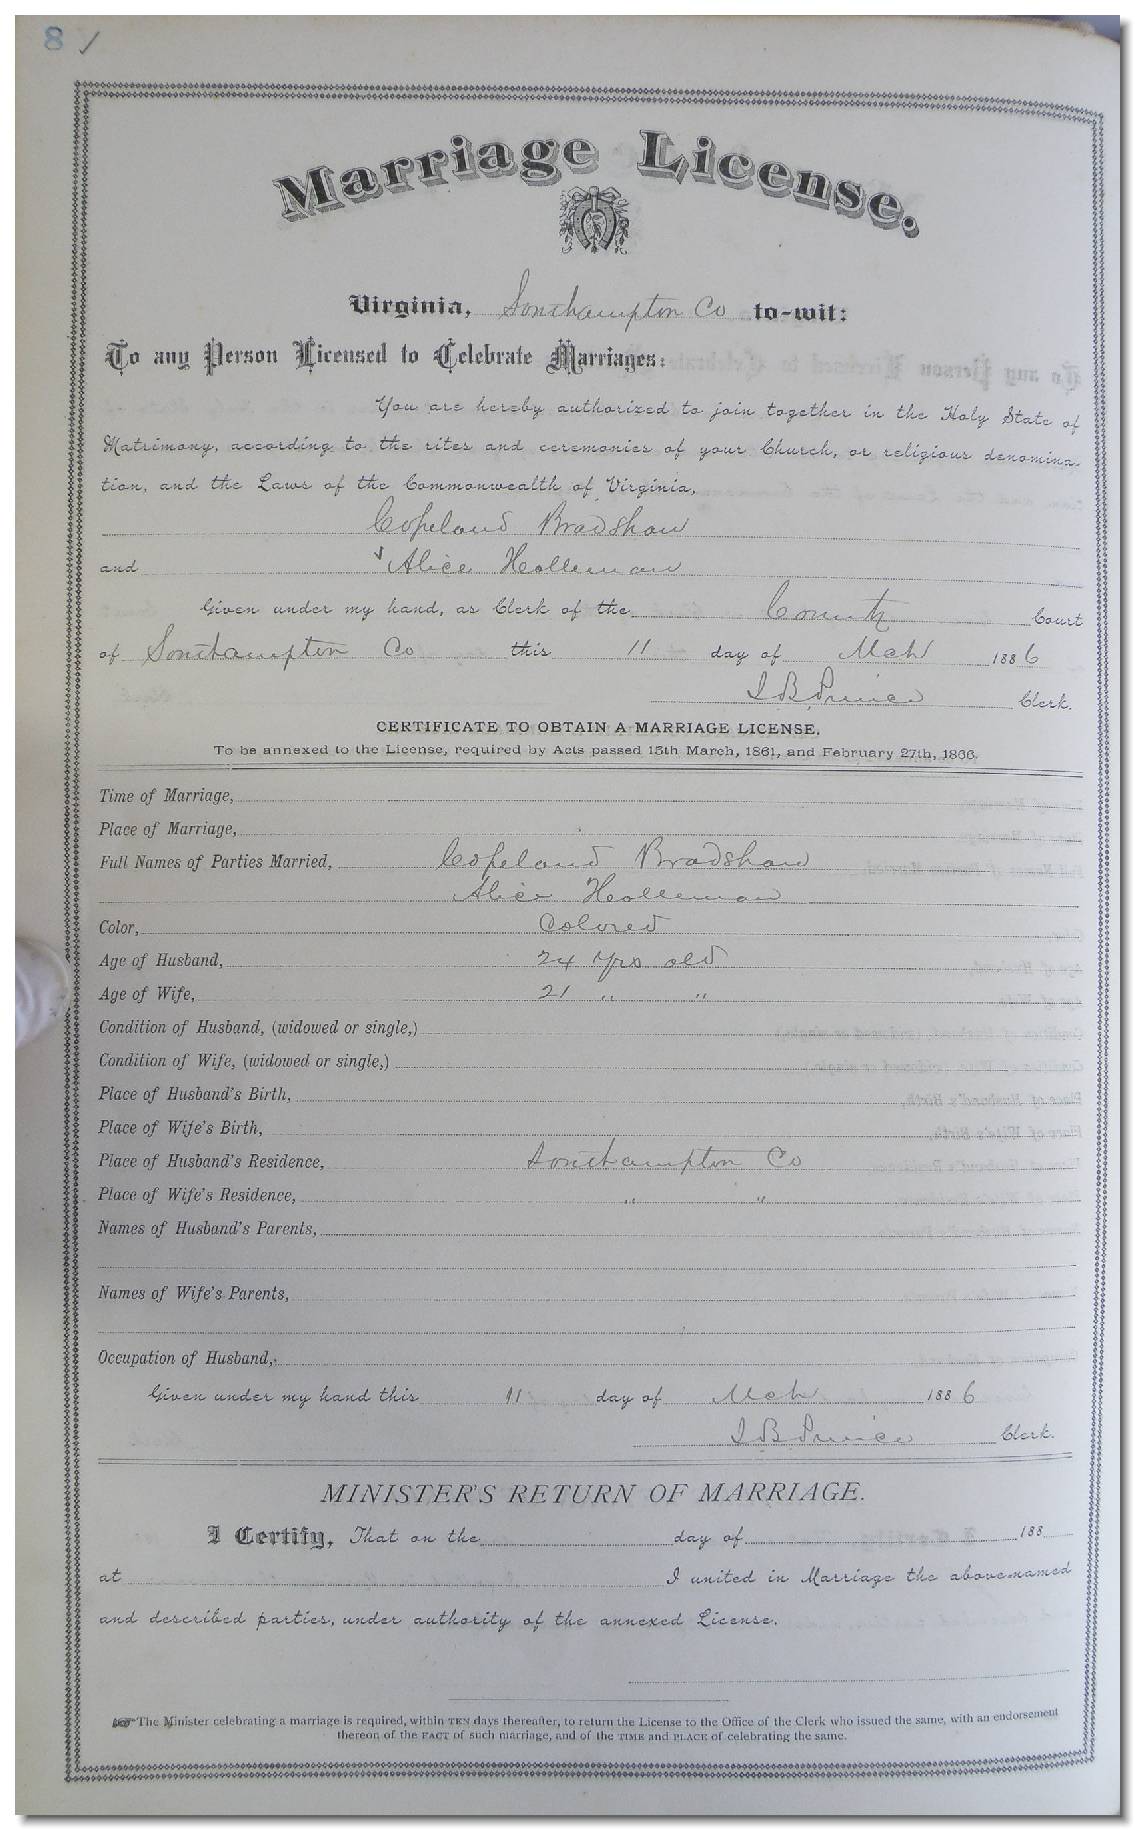 8 ✓
Marriage License.
Virginia, Southampton Co to-wit:
To any Person Licensed to Celebrate Marriages:
You are hereby authorized to join together in the Holy State of
Matrimony, according to the rites and ceremonies of your Church, or religious denomina-
tion, and the Laws of the Commonwealth of Virginia,
Copeland Bradshaw
and Alice Holleman
Given under my hand, as Clerk of the County Court
of Southampton Co this 11 day of Mch 1886
J B Prince Clerk.
CERTIFICATE TO OBTAIN A MARRIAGE LICENSE,
To be annexed to the License, required by Acts passed 15th March, 1861, and February 27th, 1866.
Time of Marriage,
Place of Marriage,
Full Names of Parties Married, Copeland Bradshaw
Alice Holleman
Color, Colored
Age of Husband, 24 yrs old
Age of Wife, 21 " "
Condition of Husband, (widowed or single,)
Condition of Wife, (widowed or single,)
Place of Husband's Birth,
Place of Wife's Birth,
Place of Husband's Residence, Southampton Co
Place of Wife's Residence, " "
Names of Husband's Parents,
Names of Wife's Parents,
Occupation of Husband,
Given under my hand this 11 day of Mch 1886
J B Prince Clerk.
MINISTER'S RETURN OF MARRIAGE.
I Certify, That on the day of 188
at I united in Marriage the above-named
and described parties, under authority of the annexed License.
☞ The Minister celebrating a marriage is required, within TEN days thereafter, to return the License to the Office of the Clerk who issued the same, with an endorsement
thereon of the FACT of such marriage, and of the TIME and PLACE of celebrating the same.